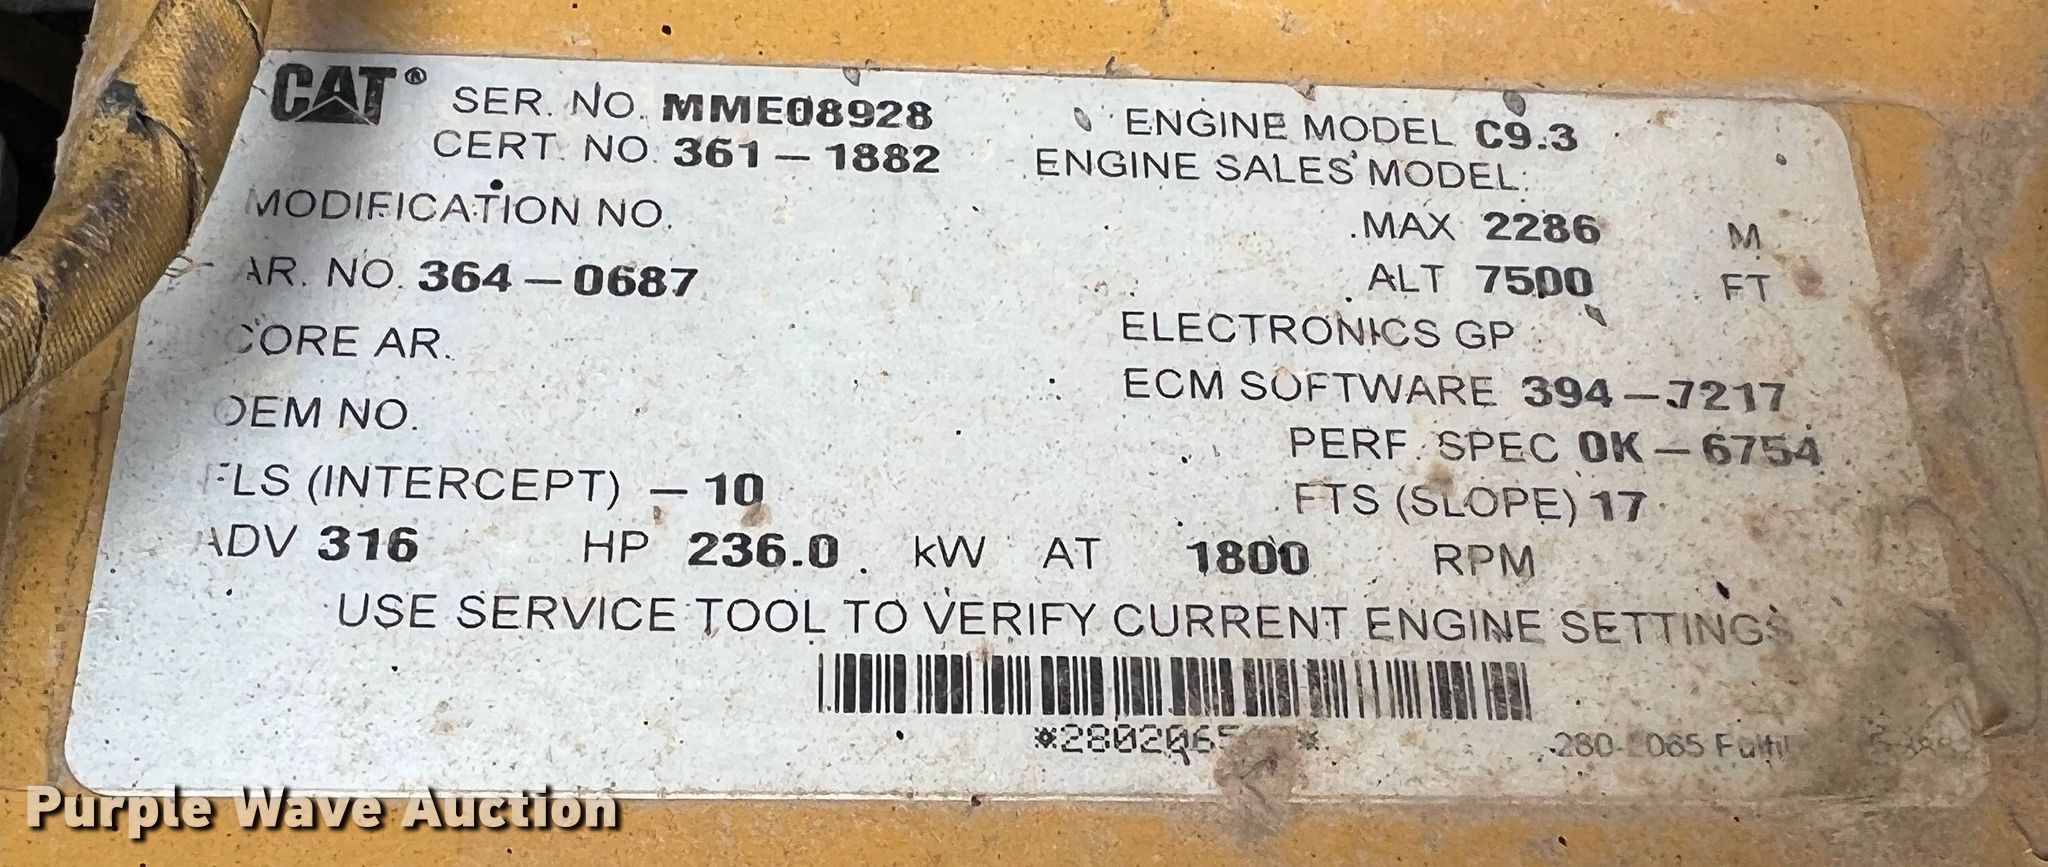 CAT® SER. NO. MME08928 ENGINE MODEL C9.3
CERT. NO. 361-1882 ENGINE SALES MODEL:
MODIFICATION NO. MAX 2286 M
AR. NO. 364-0687 ALT 7500 FT
CORE AR. ELECTRONICS GP
OEM NO. ECM SOFTWARE 394-7217
PERF. SPEC 0K-6754
FLS (INTERCEPT) -10 FTS (SLOPE) 17
ADV 316 HP 236.0 kW AT 1800 RPM
USE SERVICE TOOL TO VERIFY CURRENT ENGINE SETTINGS
Purple Wave Auction